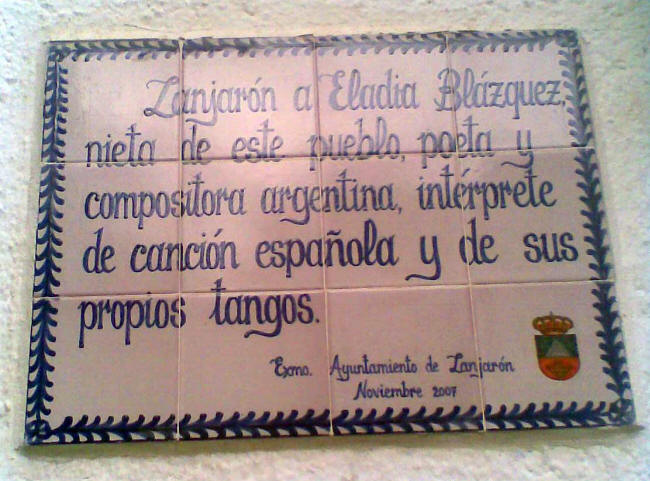 Lanjarón a Eladia Blázquez,
nieta de este pueblo, poeta y
compositora argentina, intérprete
de canción española y de sus
propios tangos.
Exmo. Ayuntamiento de Lanjarón
Noviembre 2007